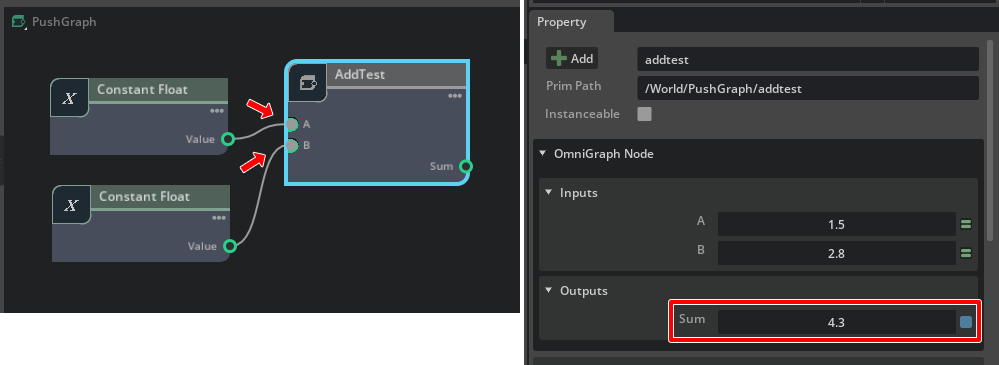 PushGraph
Constant Float
Value
Constant Float
Value
AddTest
A
B
Sum
Property
Add
addtest
Prim Path
/World/PushGraph/addtest
Instanceable
OmniGraph Node
Inputs
A
1.5
B
2.8
Outputs
Sum
4.3